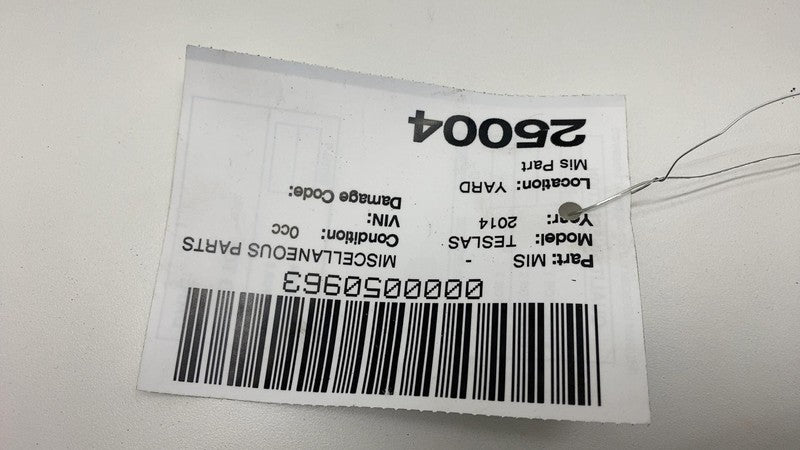 0000050963
Part: MIS - MISCELLANEOUS PARTS
Model: TESLAS Condition: 0cc
Year: 2014 VIN:
Damage Code:
Location: YARD
Mis Part
25004